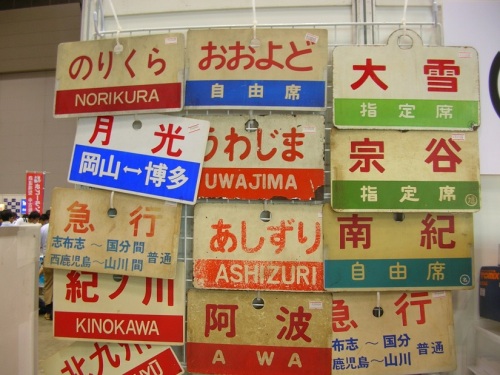 のりくら
NORIKURA
おおよど
自由席
大雪
指定席
月光
岡山↔博多
うわじま
UWAJIMA
宗谷
指定席
急行
志布志～国分間
西鹿児島～山川間
普通
あしずり
ASHIZURI
南紀
自由席
紀ノ川
KINOKAWA
阿波
AWA
急行
志布志～国分
鹿児島～山川
普通
北九州
YU